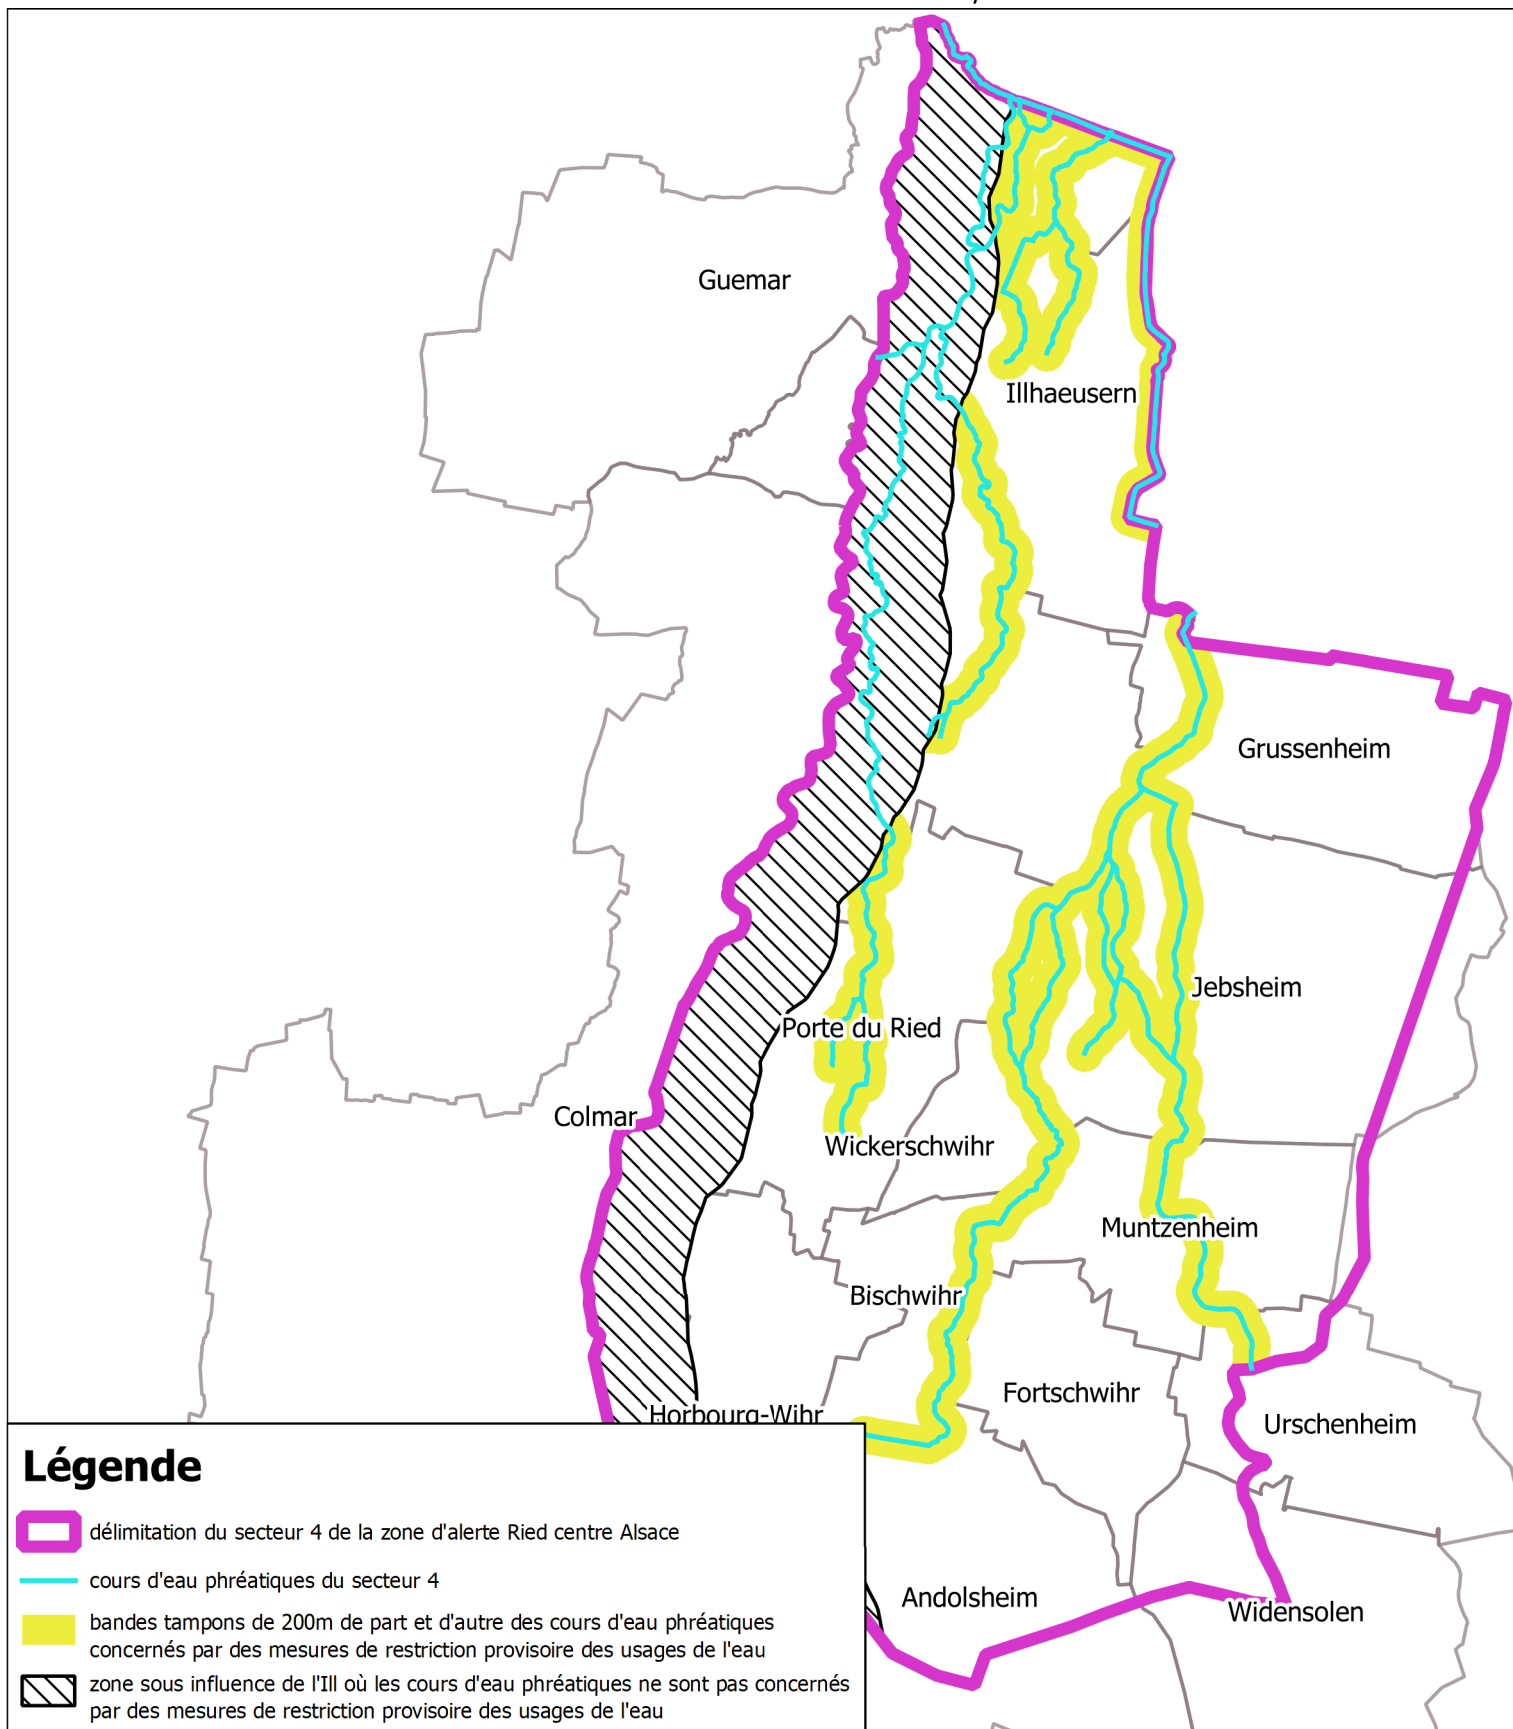 Guemar
Illhaeusern
Grussenheim
Jebsheim
Porte du Ried
Colmar
Wickerschwihr
Muntzenheim
Bischwihr
Fortschwihr
Horbourg-Wihr
Urschenheim
Andolsheim
Widensolen
Légende
délimitation du secteur 4 de la zone d'alerte Ried centre Alsace
cours d'eau phréatiques du secteur 4
bandes tampons de 200m de part et d'autre des cours d'eau phréatiques
concernés par des mesures de restriction provisoire des usages de l'eau
zone sous influence de l'Ill où les cours d'eau phréatiques ne sont pas concernés
par des mesures de restriction provisoire des usages de l'eau